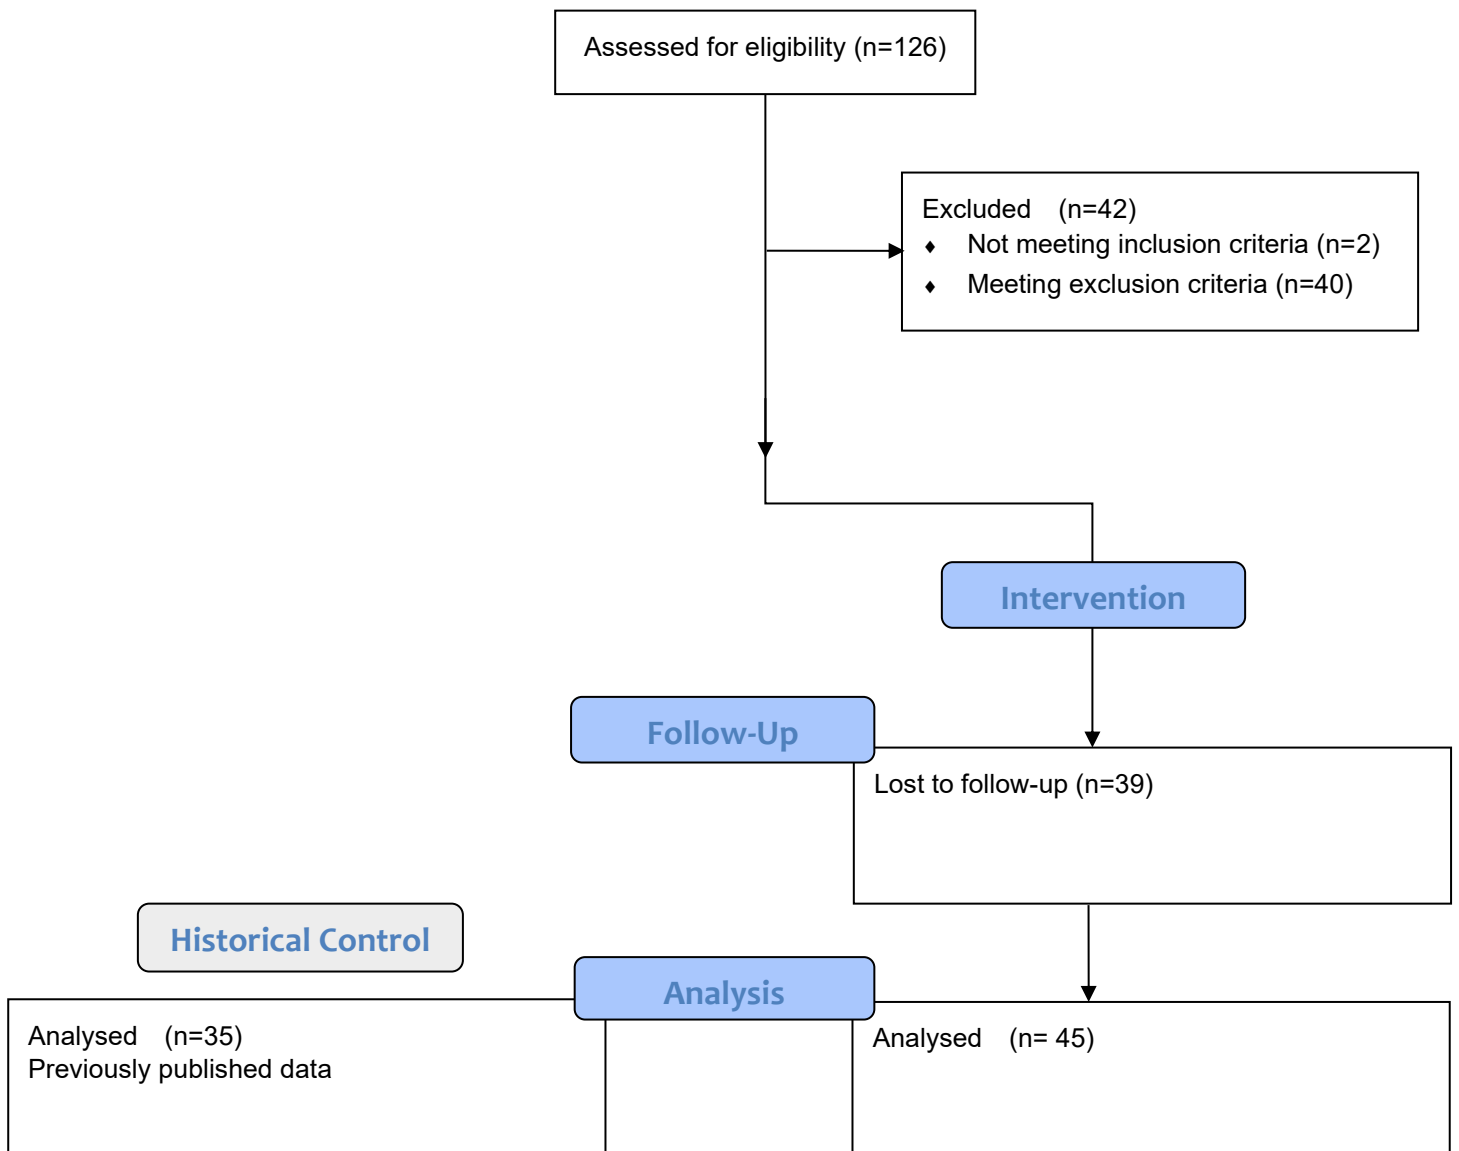 Assessed for eligibility (n=126)
Excluded (n=42)
♦ Not meeting inclusion criteria (n=2)
♦ Meeting exclusion criteria (n=40)
Intervention
Follow-Up
Lost to follow-up (n=39)
Historical Control
Analysis
Analysed (n=35)
Previously published data
Analysed (n= 45)